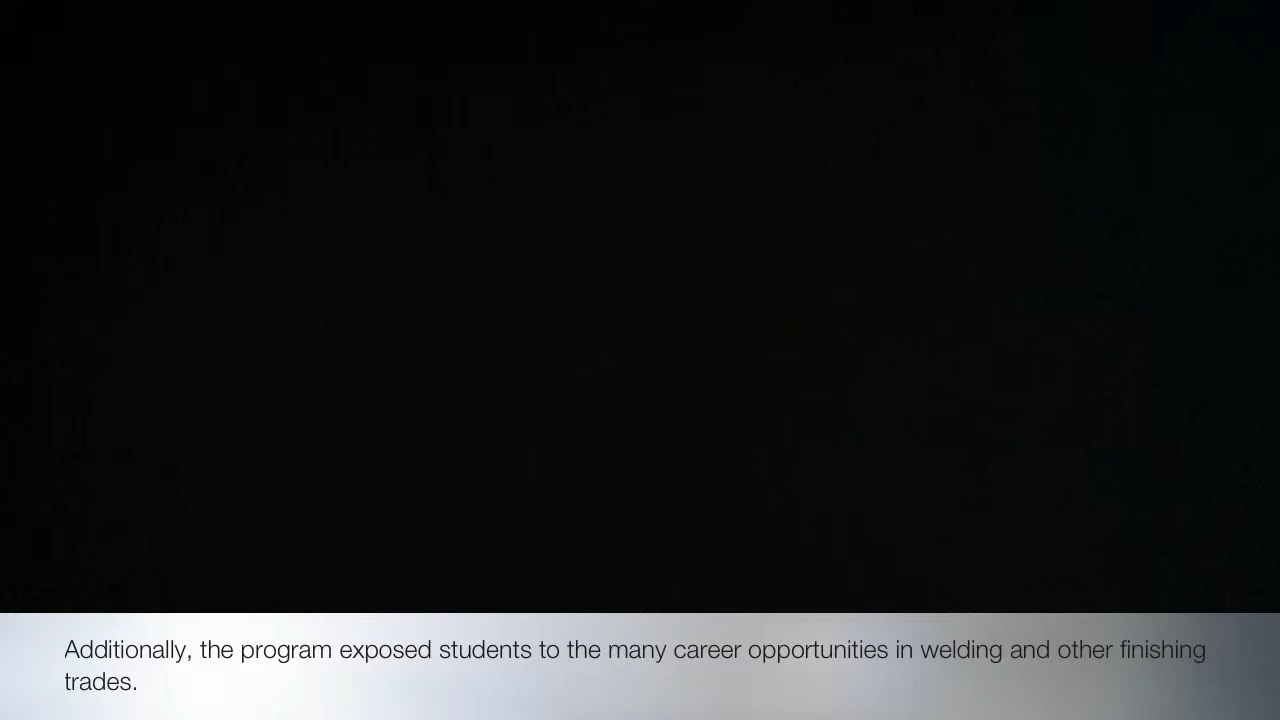 Additionally, the program exposed students to the many career opportunities in welding and other finishing
trades.